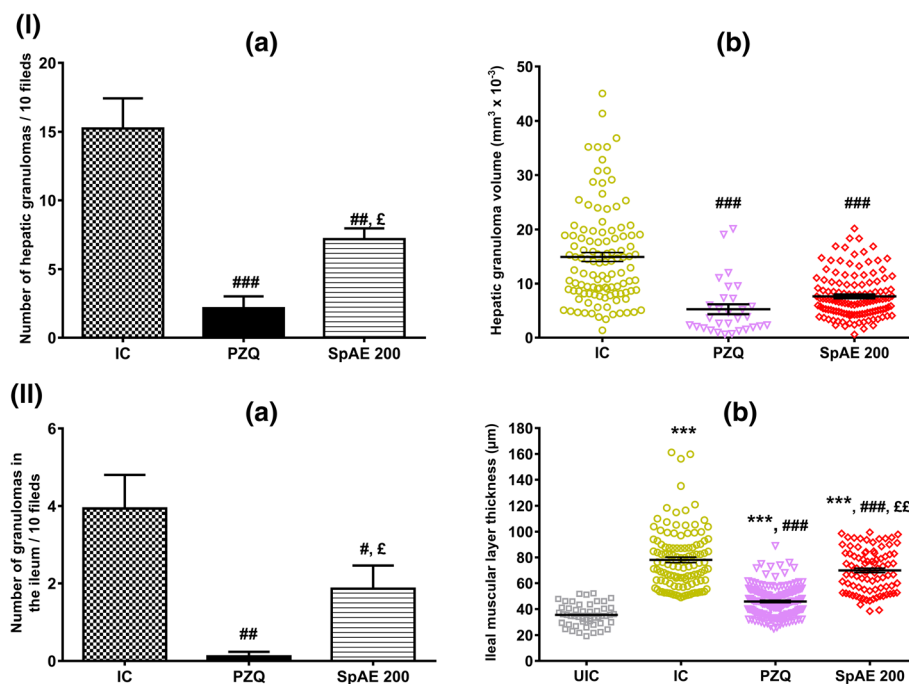 (I)
(a)
Number of hepatic granulomas / 10 fileds
20
15
10
5
0
###
##, £
IC
PZQ
SpAE 200
(b)
Hepatic granuloma volume (mm³ x 10⁻³)
50
40
30
20
10
0
###
###
IC
PZQ
SpAE 200
(II)
(a)
Number of granulomas in
the ileum / 10 fileds
6
4
2
0
##
#, £
IC
PZQ
SpAE 200
(b)
Ileal muscular layer thickness (µm)
180
160
140
120
100
80
60
40
20
0
***
***, ###
***, ###, ££
UIC
IC
PZQ
SpAE 200